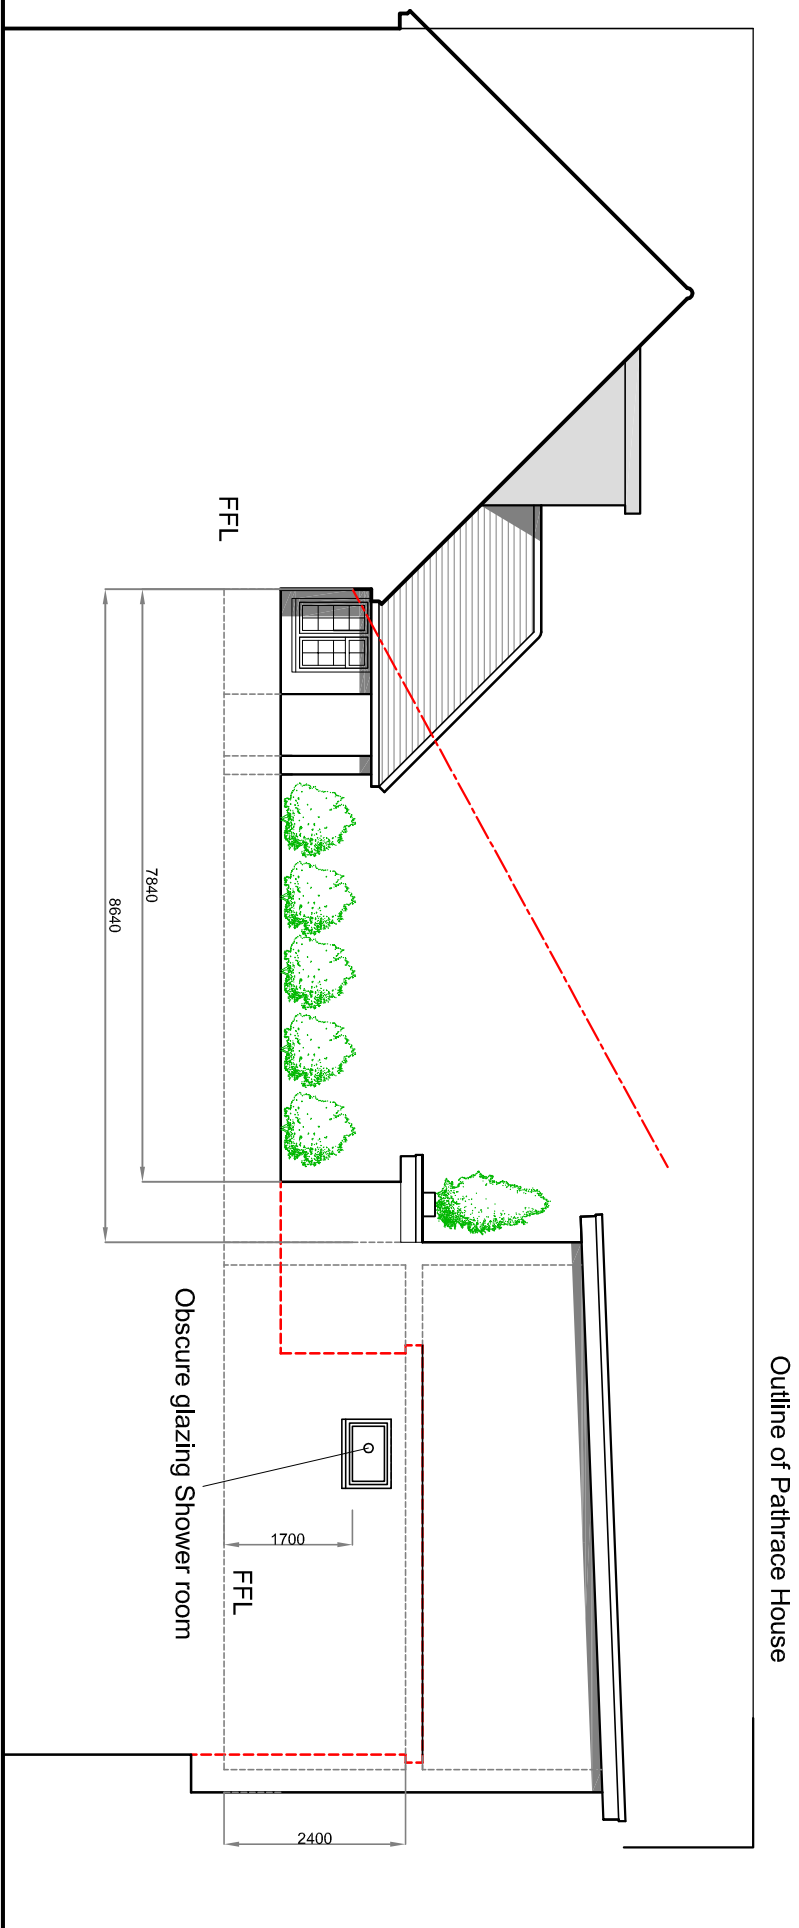 Outline of Pathrace House
FFL
7840
8640
Obscure glazing Shower room
1700
FFL
2400